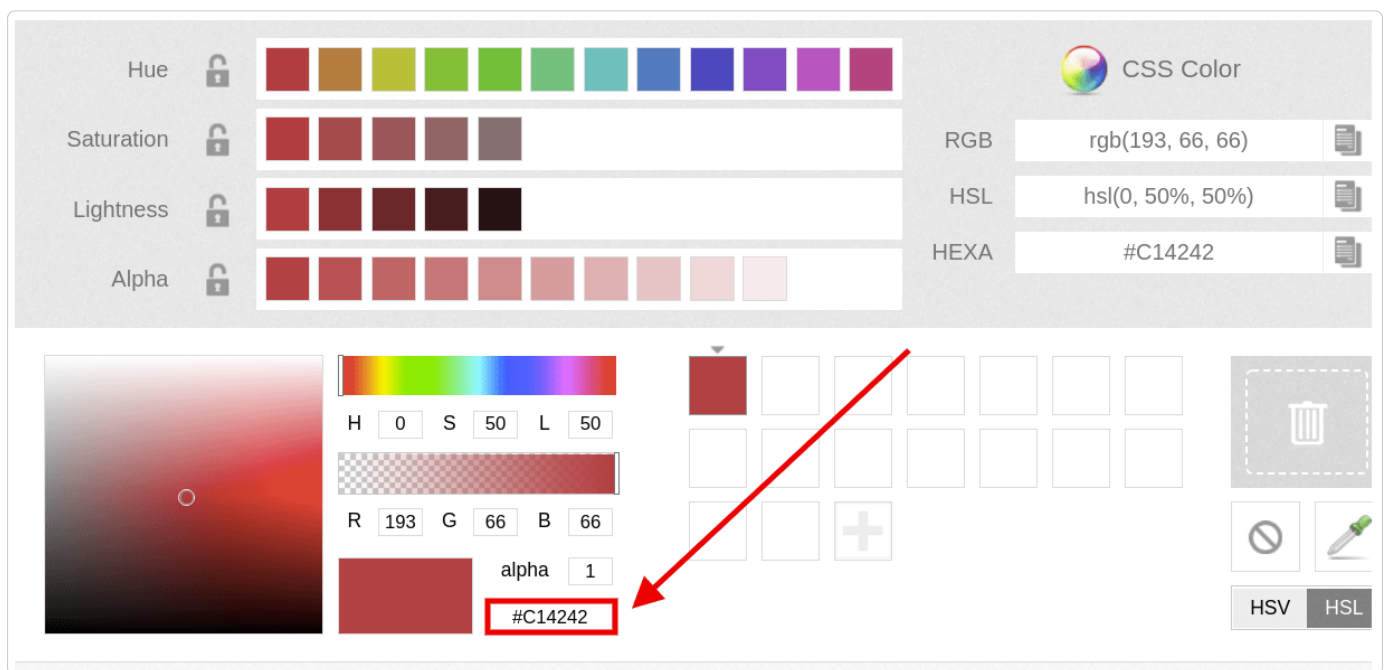 Hue
Saturation
Lightness
Alpha
CSS Color
RGB rgb(193, 66, 66)
HSL hsl(0, 50%, 50%)
HEXA #C14242
H 0 S 50 L 50
R 193 G 66 B 66
alpha 1
#C14242
HSV HSL